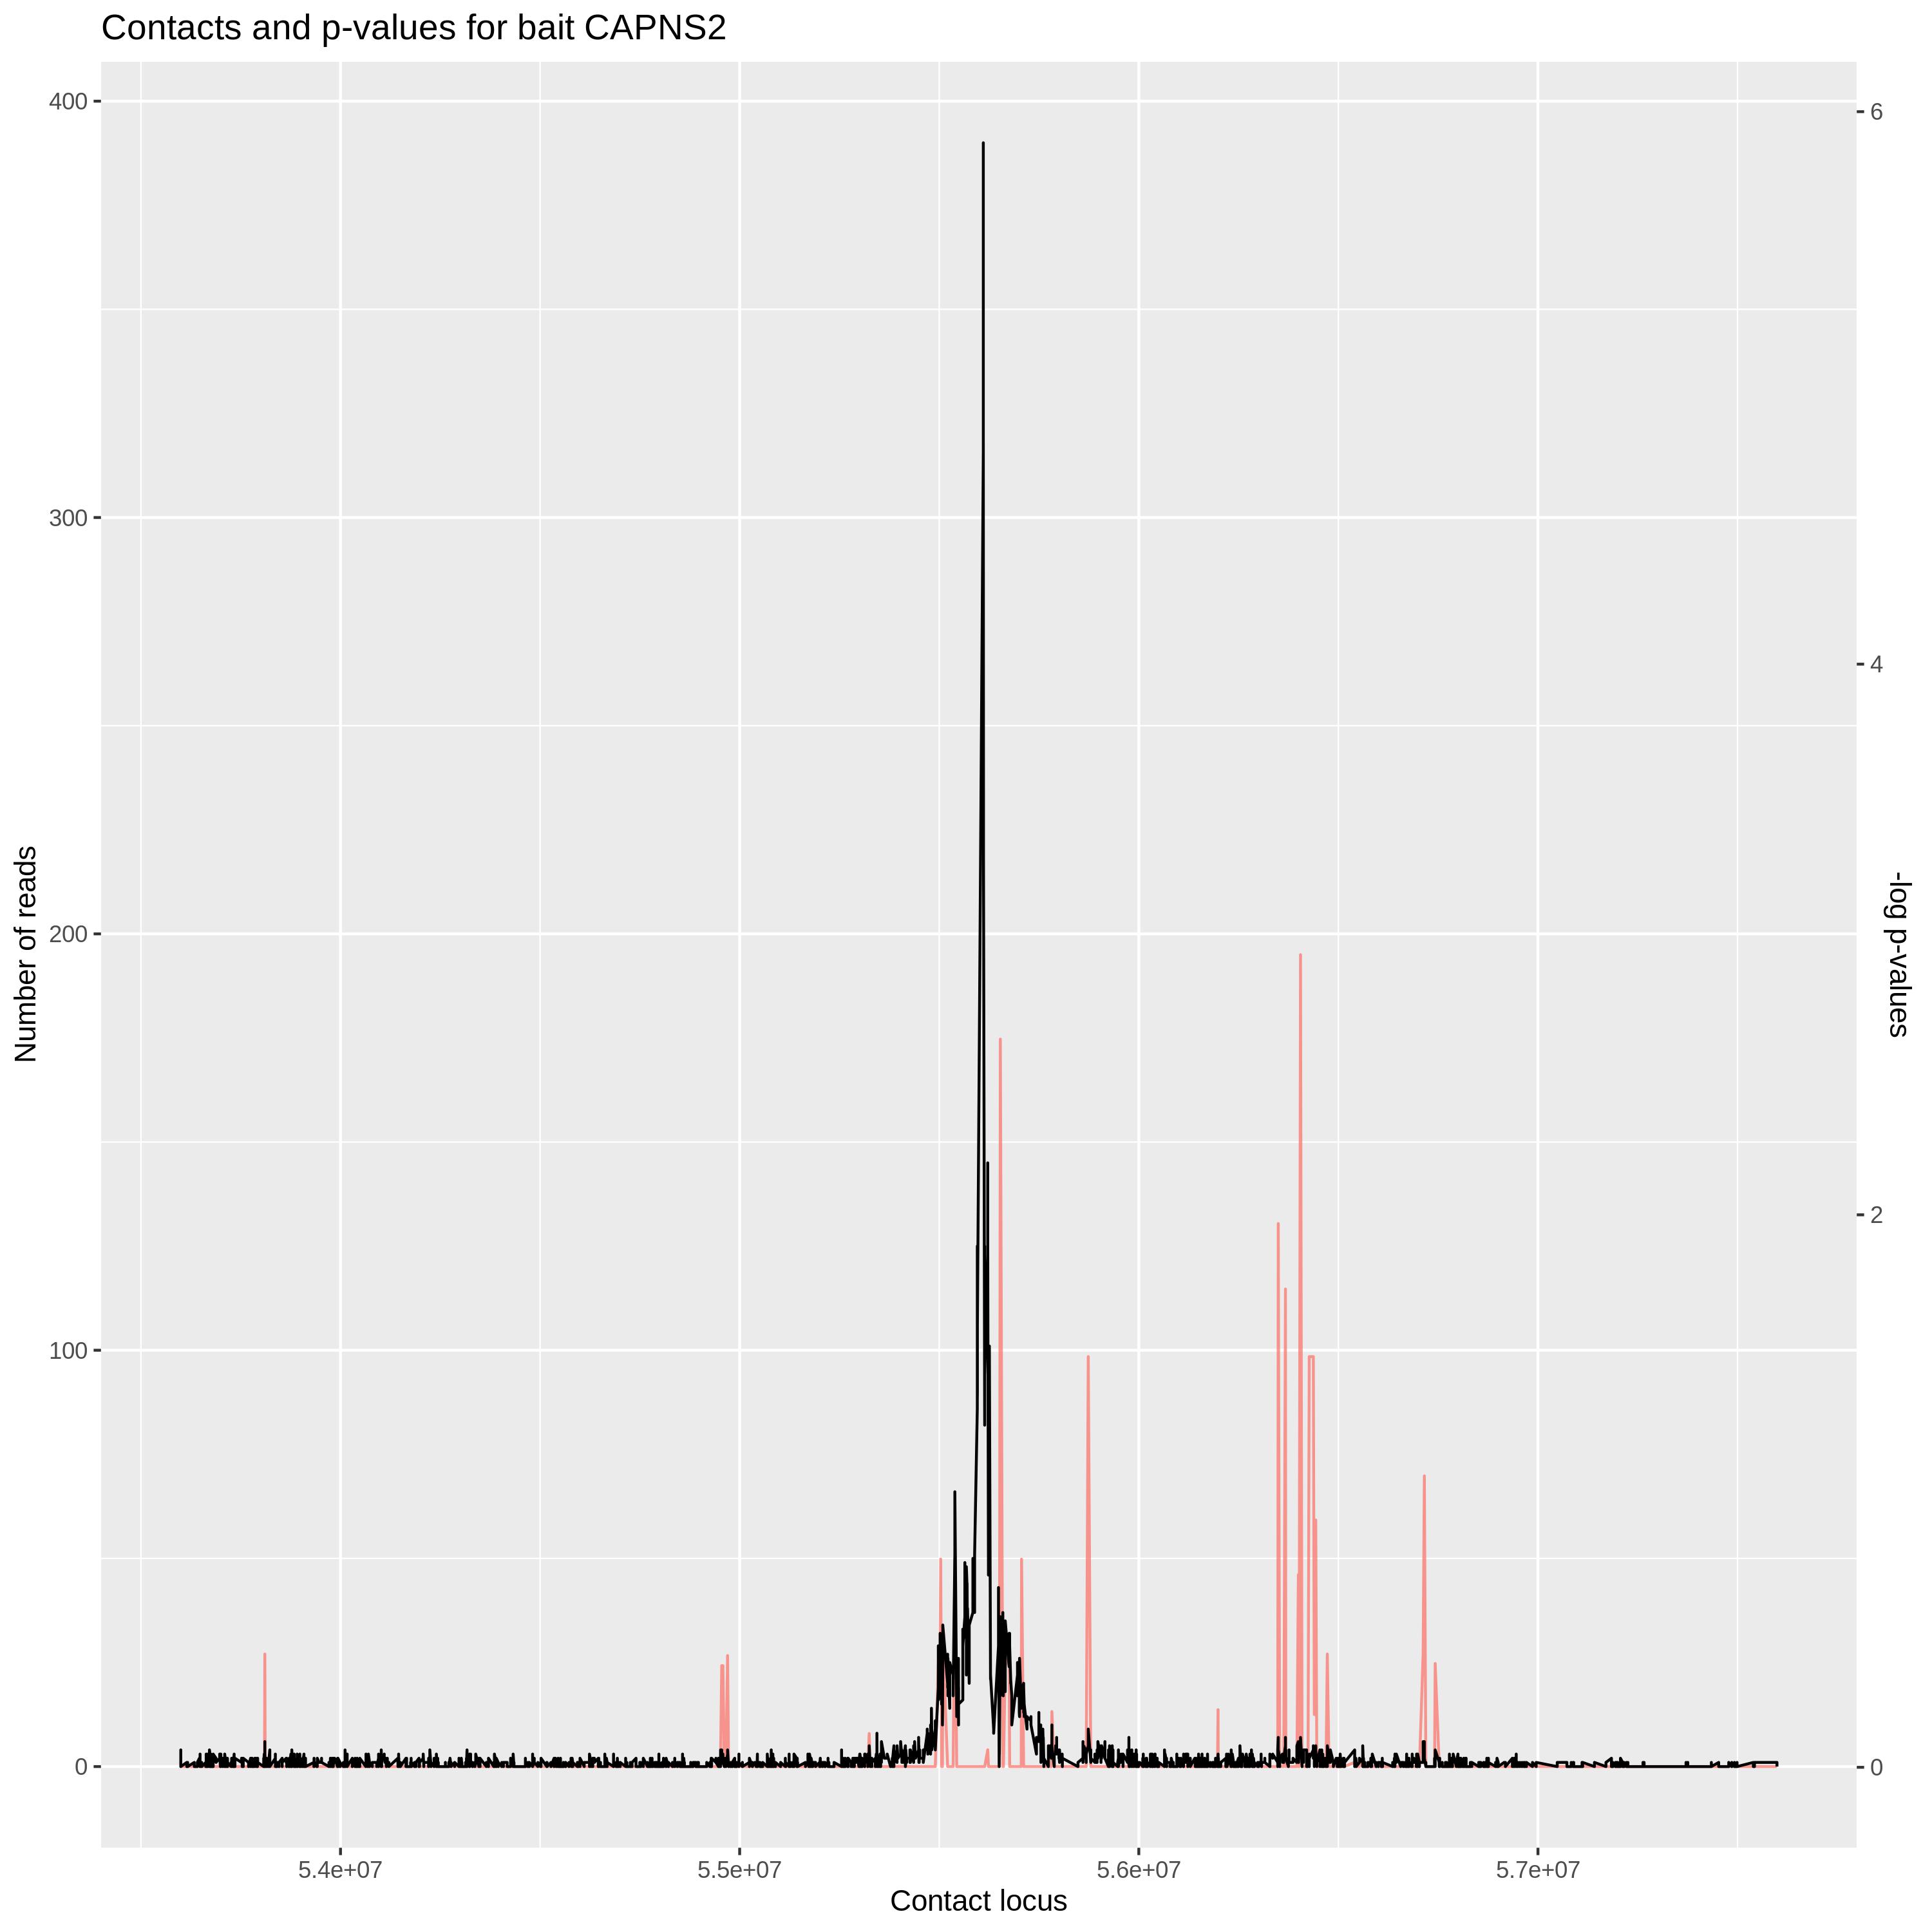 Contacts and p-values for bait CAPNS2
400
300
200
100
0
Number of reads
6
4
2
0
-log p-values
5.4e+07
5.5e+07
5.6e+07
5.7e+07
Contact locus